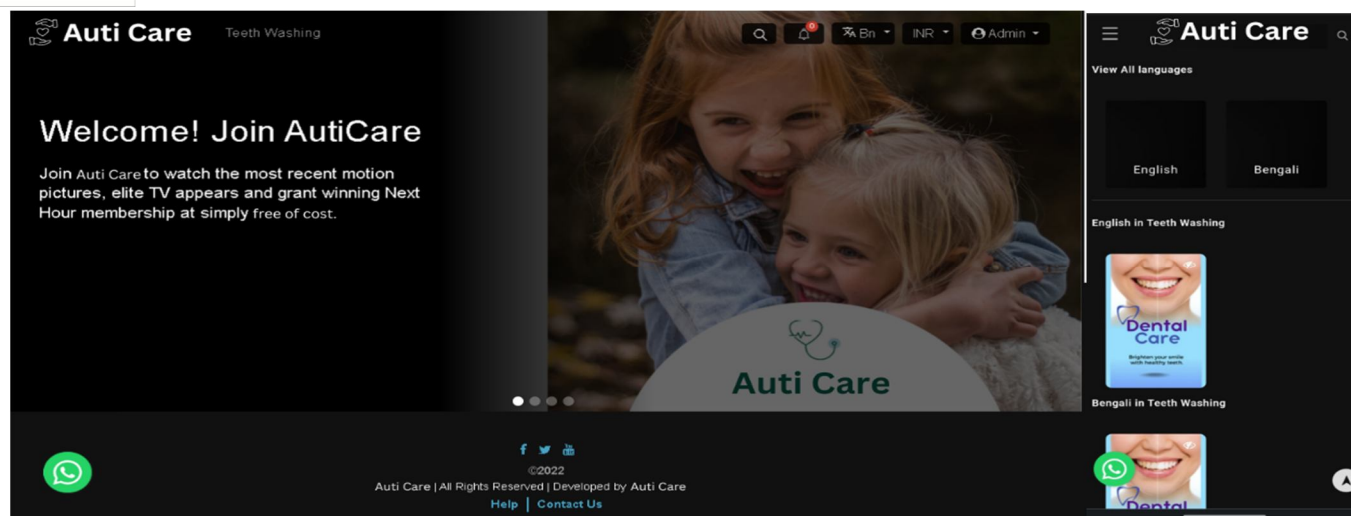 Auti Care
Teeth Washing
0
Bn
INR
Admin
Welcome! Join AutiCare
Join Auti Care to watch the most recent motion
pictures, elite TV appears and grant winning Next
Hour membership at simply free of cost.
Auti Care
©2022
Auti Care | All Rights Reserved | Developed by Auti Care
Help | Contact Us
Auti Care
View All languages
English
Bengali
English in Teeth Washing
Dental
Care
Brighten your smile
with healthy teeth.
Bengali in Teeth Washing
Dental